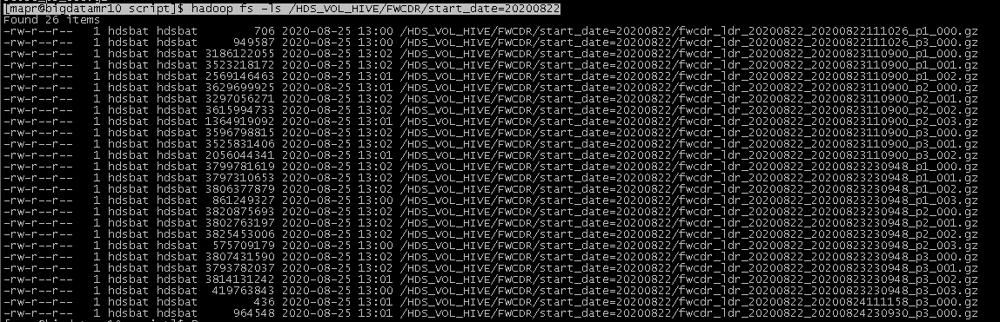 [mapr@bigdatamr10 script]$ hadoop fs -ls /HDS_VOL_HIVE/FWCDR/start_date=20200822
Found 26 items
-rw-r--r-- 1 hdsbat hdsbat 706 2020-08-25 13:00 /HDS_VOL_HIVE/FWCDR/start_date=20200822/fwcdr_ldr_20200822_20200822111026_p1_000.gz
-rw-r--r-- 1 hdsbat hdsbat 949587 2020-08-25 13:00 /HDS_VOL_HIVE/FWCDR/start_date=20200822/fwcdr_ldr_20200822_20200822111026_p3_000.gz
-rw-r--r-- 1 hdsbat hdsbat 3186122055 2020-08-25 13:02 /HDS_VOL_HIVE/FWCDR/start_date=20200822/fwcdr_ldr_20200822_20200823110900_p1_000.gz
-rw-r--r-- 1 hdsbat hdsbat 3523218172 2020-08-25 13:02 /HDS_VOL_HIVE/FWCDR/start_date=20200822/fwcdr_ldr_20200822_20200823110900_p1_001.gz
-rw-r--r-- 1 hdsbat hdsbat 2569146463 2020-08-25 13:01 /HDS_VOL_HIVE/FWCDR/start_date=20200822/fwcdr_ldr_20200822_20200823110900_p1_002.gz
-rw-r--r-- 1 hdsbat hdsbat 3629699925 2020-08-25 13:01 /HDS_VOL_HIVE/FWCDR/start_date=20200822/fwcdr_ldr_20200822_20200823110900_p2_000.gz
-rw-r--r-- 1 hdsbat hdsbat 3297056271 2020-08-25 13:02 /HDS_VOL_HIVE/FWCDR/start_date=20200822/fwcdr_ldr_20200822_20200823110900_p2_001.gz
-rw-r--r-- 1 hdsbat hdsbat 3615994733 2020-08-25 13:02 /HDS_VOL_HIVE/FWCDR/start_date=20200822/fwcdr_ldr_20200822_20200823110900_p2_002.gz
-rw-r--r-- 1 hdsbat hdsbat 1364919092 2020-08-25 13:01 /HDS_VOL_HIVE/FWCDR/start_date=20200822/fwcdr_ldr_20200822_20200823110900_p2_003.gz
-rw-r--r-- 1 hdsbat hdsbat 3596798815 2020-08-25 13:02 /HDS_VOL_HIVE/FWCDR/start_date=20200822/fwcdr_ldr_20200822_20200823110900_p3_000.gz
-rw-r--r-- 1 hdsbat hdsbat 3525831406 2020-08-25 13:02 /HDS_VOL_HIVE/FWCDR/start_date=20200822/fwcdr_ldr_20200822_20200823110900_p3_001.gz
-rw-r--r-- 1 hdsbat hdsbat 2056044341 2020-08-25 13:01 /HDS_VOL_HIVE/FWCDR/start_date=20200822/fwcdr_ldr_20200822_20200823110900_p3_002.gz
-rw-r--r-- 1 hdsbat hdsbat 3799781619 2020-08-25 13:02 /HDS_VOL_HIVE/FWCDR/start_date=20200822/fwcdr_ldr_20200822_20200823230948_p1_000.gz
-rw-r--r-- 1 hdsbat hdsbat 3797310653 2020-08-25 13:02 /HDS_VOL_HIVE/FWCDR/start_date=20200822/fwcdr_ldr_20200822_20200823230948_p1_001.gz
-rw-r--r-- 1 hdsbat hdsbat 3806377879 2020-08-25 13:02 /HDS_VOL_HIVE/FWCDR/start_date=20200822/fwcdr_ldr_20200822_20200823230948_p1_002.gz
-rw-r--r-- 1 hdsbat hdsbat 861249327 2020-08-25 13:00 /HDS_VOL_HIVE/FWCDR/start_date=20200822/fwcdr_ldr_20200822_20200823230948_p1_003.gz
-rw-r--r-- 1 hdsbat hdsbat 3820875693 2020-08-25 13:02 /HDS_VOL_HIVE/FWCDR/start_date=20200822/fwcdr_ldr_20200822_20200823230948_p2_000.gz
-rw-r--r-- 1 hdsbat hdsbat 3802763197 2020-08-25 13:02 /HDS_VOL_HIVE/FWCDR/start_date=20200822/fwcdr_ldr_20200822_20200823230948_p2_001.gz
-rw-r--r-- 1 hdsbat hdsbat 3825453006 2020-08-25 13:02 /HDS_VOL_HIVE/FWCDR/start_date=20200822/fwcdr_ldr_20200822_20200823230948_p2_002.gz
-rw-r--r-- 1 hdsbat hdsbat 575709179 2020-08-25 13:00 /HDS_VOL_HIVE/FWCDR/start_date=20200822/fwcdr_ldr_20200822_20200823230948_p2_003.gz
-rw-r--r-- 1 hdsbat hdsbat 3807431590 2020-08-25 13:02 /HDS_VOL_HIVE/FWCDR/start_date=20200822/fwcdr_ldr_20200822_20200823230948_p3_000.gz
-rw-r--r-- 1 hdsbat hdsbat 3793782037 2020-08-25 13:02 /HDS_VOL_HIVE/FWCDR/start_date=20200822/fwcdr_ldr_20200822_20200823230948_p3_001.gz
-rw-r--r-- 1 hdsbat hdsbat 3814131242 2020-08-25 13:01 /HDS_VOL_HIVE/FWCDR/start_date=20200822/fwcdr_ldr_20200822_20200823230948_p3_002.gz
-rw-r--r-- 1 hdsbat hdsbat 419763843 2020-08-25 13:00 /HDS_VOL_HIVE/FWCDR/start_date=20200822/fwcdr_ldr_20200822_20200823230948_p3_003.gz
-rw-r--r-- 1 hdsbat hdsbat 436 2020-08-25 13:01 /HDS_VOL_HIVE/FWCDR/start_date=20200822/fwcdr_ldr_20200822_20200824111158_p3_000.gz
-rw-r--r-- 1 hdsbat hdsbat 964548 2020-08-25 13:01 /HDS_VOL_HIVE/FWCDR/start_date=20200822/fwcdr_ldr_20200822_20200824230930_p3_000.gz